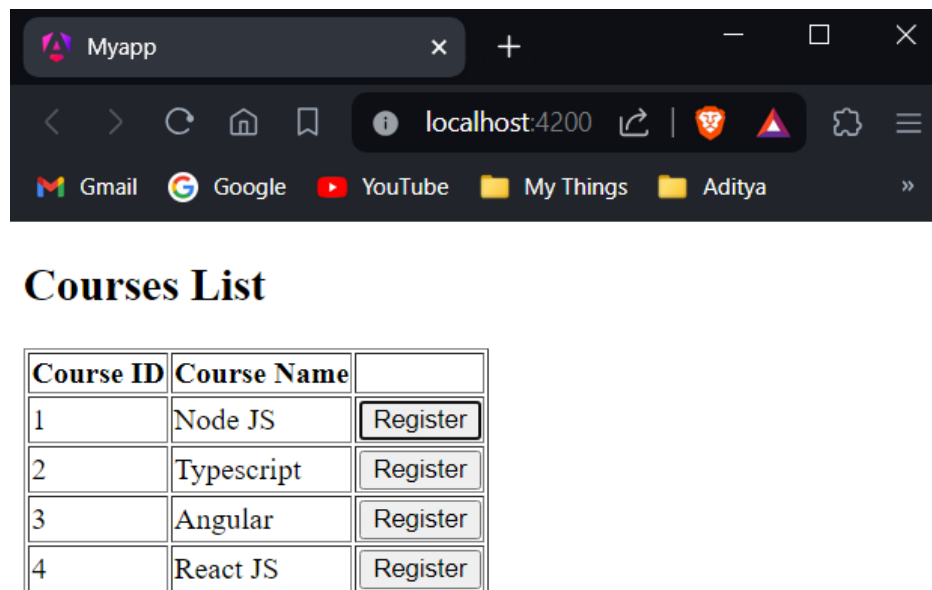 Myapp
localhost:4200
Gmail Google YouTube My Things Aditya
Courses List
Course ID Course Name
1 Node JS Register
2 Typescript Register
3 Angular Register
4 React JS Register